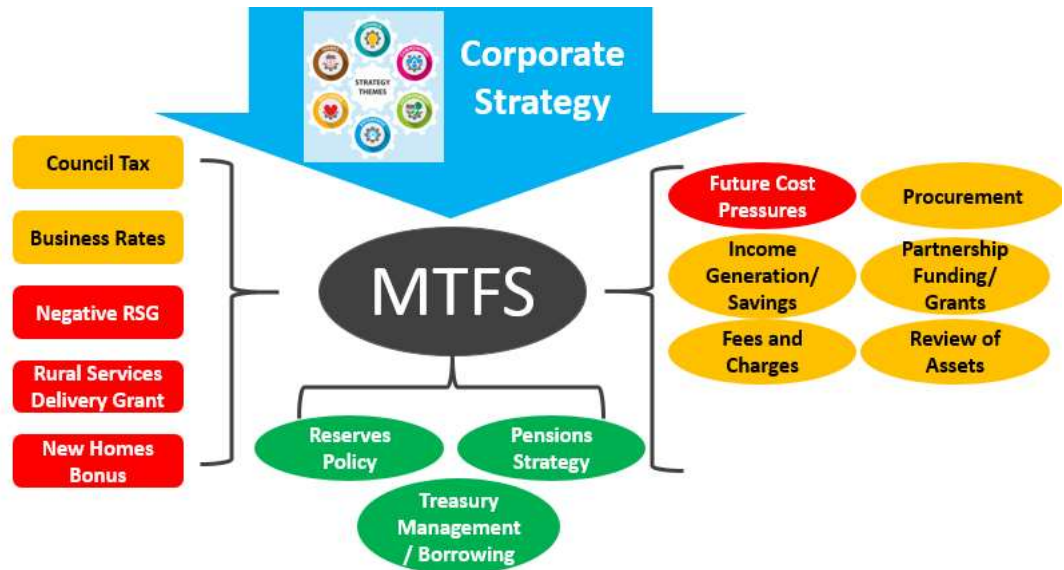 Corporate
Strategy
STRATEGY
THEMES
Council Tax
Business Rates
Negative RSG
Rural Services
Delivery Grant
New Homes
Bonus
MTFS
Future Cost
Pressures
Procurement
Income
Generation/
Savings
Partnership
Funding/
Grants
Fees and
Charges
Review of
Assets
Reserves
Policy
Pensions
Strategy
Treasury
Management
/ Borrowing